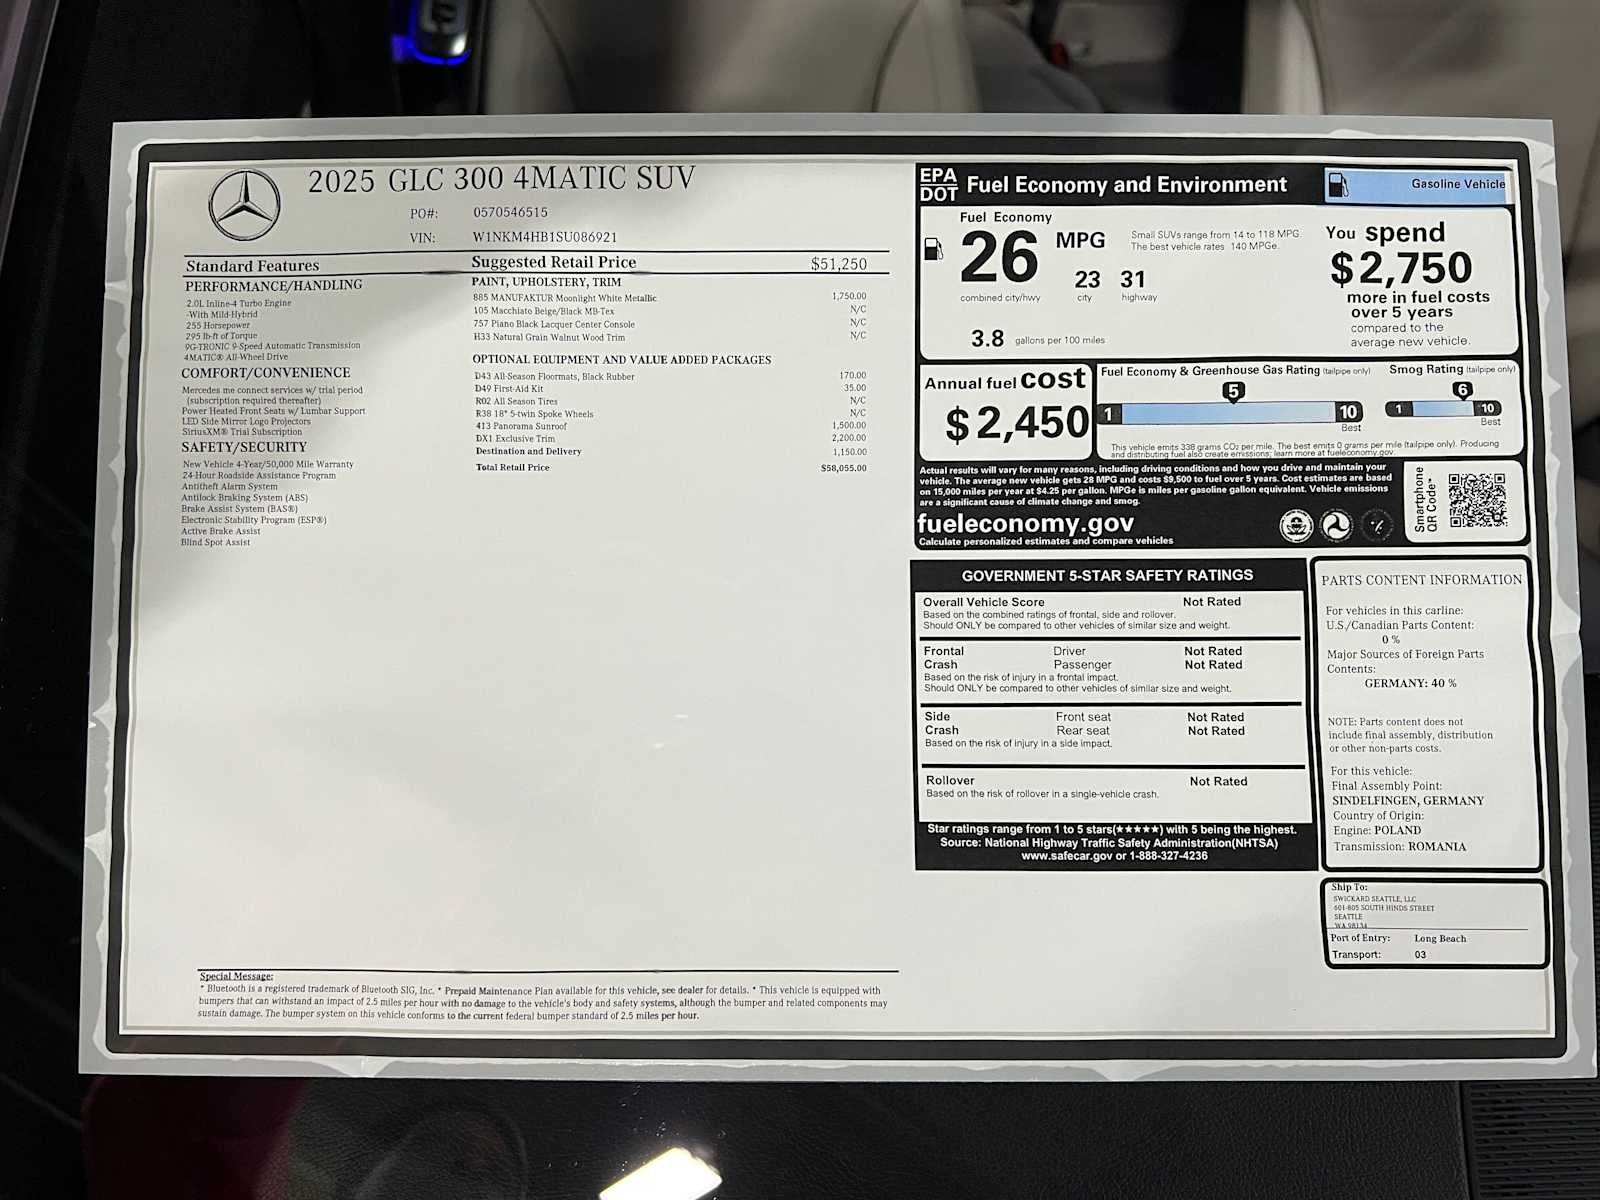 2025 GLC 300 4MATIC SUV
PO#: 0570546515
VIN: W1NKM4HB1SU086921
Standard Features
PERFORMANCE/HANDLING
2.0L Inline-4 Turbo Engine
-With Mild-Hybrid
255 Horsepower
295 lb-ft of Torque
9G-TRONIC 9-Speed Automatic Transmission
4MATIC® All-Wheel Drive
COMFORT/CONVENIENCE
Mercedes me connect services w/ trial period
(subscription required thereafter)
Power Heated Front Seats w/ Lumbar Support
LED Side Mirror Logo Projectors
SiriusXM® Trial Subscription
SAFETY/SECURITY
New Vehicle 4-Year/50,000 Mile Warranty
24-Hour Roadside Assistance Program
Antitheft Alarm System
Antilock Braking System (ABS)
Brake Assist System (BAS®)
Electronic Stability Program (ESP®)
Active Brake Assist
Blind Spot Assist
Suggested Retail Price $51,250
PAINT, UPHOLSTERY, TRIM
885 MANUFAKTUR Moonlight White Metallic 1,750.00
105 Macchiato Beige/Black MB-Tex N/C
757 Piano Black Lacquer Center Console N/C
H33 Natural Grain Walnut Wood Trim N/C
OPTIONAL EQUIPMENT AND VALUE ADDED PACKAGES
D43 All-Season Floormats, Black Rubber 170.00
D49 First-Aid Kit 35.00
R02 All Season Tires N/C
R38 18" 5-twin Spoke Wheels N/C
413 Panorama Sunroof 1,500.00
DX1 Exclusive Trim 2,200.00
Destination and Delivery 1,150.00
Total Retail Price $58,055.00
Special Message:
* Bluetooth is a registered trademark of Bluetooth SIG, Inc. * Prepaid Maintenance Plan available for this vehicle, see dealer for details. * This vehicle is equipped with
bumpers that can withstand an impact of 2.5 miles per hour with no damage to the vehicle's body and safety systems, although the bumper and related components may
sustain damage. The bumper system on this vehicle conforms to the current federal bumper standard of 2.5 miles per hour.
EPA
DOT
Fuel Economy and Environment
Gasoline Vehicle
Fuel Economy
26 MPG
combined city/hwy
23 city
31 highway
3.8 gallons per 100 miles
Small SUVs range from 14 to 118 MPG.
The best vehicle rates 140 MPGe.
You spend
$2,750
more in fuel costs
over 5 years
compared to the
average new vehicle.
Annual fuel cost
$2,450
Fuel Economy & Greenhouse Gas Rating (tailpipe only)
5
1 10
Best
Smog Rating (tailpipe only)
6
1 10
Best
This vehicle emits 338 grams CO₂ per mile. The best emits 0 grams per mile (tailpipe only). Producing
and distributing fuel also create emissions; learn more at fueleconomy.gov.
Actual results will vary for many reasons, including driving conditions and how you drive and maintain your
vehicle. The average new vehicle gets 28 MPG and costs $9,500 to fuel over 5 years. Cost estimates are based
on 15,000 miles per year at $4.25 per gallon. MPGe is miles per gasoline gallon equivalent. Vehicle emissions
are a significant cause of climate change and smog.
fueleconomy.gov
Calculate personalized estimates and compare vehicles
Smartphone
QR Code™
GOVERNMENT 5-STAR SAFETY RATINGS
Overall Vehicle Score Not Rated
Based on the combined ratings of frontal, side and rollover.
Should ONLY be compared to other vehicles of similar size and weight.
Frontal Driver Not Rated
Crash Passenger Not Rated
Based on the risk of injury in a frontal impact.
Should ONLY be compared to other vehicles of similar size and weight.
Side Front seat Not Rated
Crash Rear seat Not Rated
Based on the risk of injury in a side impact.
Rollover Not Rated
Based on the risk of rollover in a single-vehicle crash.
Star ratings range from 1 to 5 stars(★★★★★) with 5 being the highest.
Source: National Highway Traffic Safety Administration(NHTSA)
www.safecar.gov or 1-888-327-4236
PARTS CONTENT INFORMATION
For vehicles in this carline:
U.S./Canadian Parts Content:
0 %
Major Sources of Foreign Parts
Contents:
GERMANY: 40 %
NOTE: Parts content does not
include final assembly, distribution
or other non-parts costs.
For this vehicle:
Final Assembly Point:
SINDELFINGEN, GERMANY
Country of Origin:
Engine: POLAND
Transmission: ROMANIA
Ship To:
SWICKARD SEATTLE, LLC
601-805 SOUTH HINDS STREET
SEATTLE
WA 98134
Port of Entry: Long Beach
Transport: 03